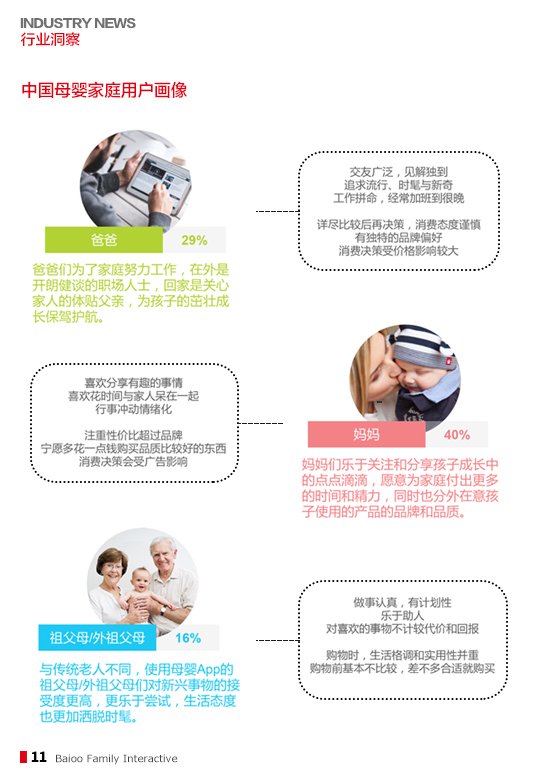 INDUSTRY NEWS
行业洞察
中国母婴家庭用户画像
爸爸 29%
爸爸们为了家庭努力工作，在外是
开朗健谈的职场人士，回家是关心
家人的体贴父亲，为孩子的茁壮成
长保驾护航。
交友广泛，见解独到
追求流行、时髦与新奇
工作拼命，经常加班到很晚
详尽比较后再决策，消费态度谨慎
有独特的品牌偏好
消费决策受价格影响较大
喜欢分享有趣的事情
喜欢花时间与家人呆在一起
行事冲动情绪化
注重性价比超过品牌
宁愿多花一点钱购买品质比较好的东西
消费决策会受广告影响
妈妈 40%
妈妈们乐于关注和分享孩子成长中
的点点滴滴，愿意为家庭付出更多
的时间和精力，同时也分外在意孩
子使用的产品的品牌和品质。
祖父母/外祖父母 16%
与传统老人不同，使用母婴App的
祖父母/外祖父母们对新兴事物的接
受度更高，更乐于尝试，生活态度
也更加洒脱时髦。
做事认真，有计划性
乐于助人
对喜欢的事物不计较代价和回报
购物时，生活格调和实用性并重
购物前基本不比较，差不多合适就购买
11 Baioo Family Interactive